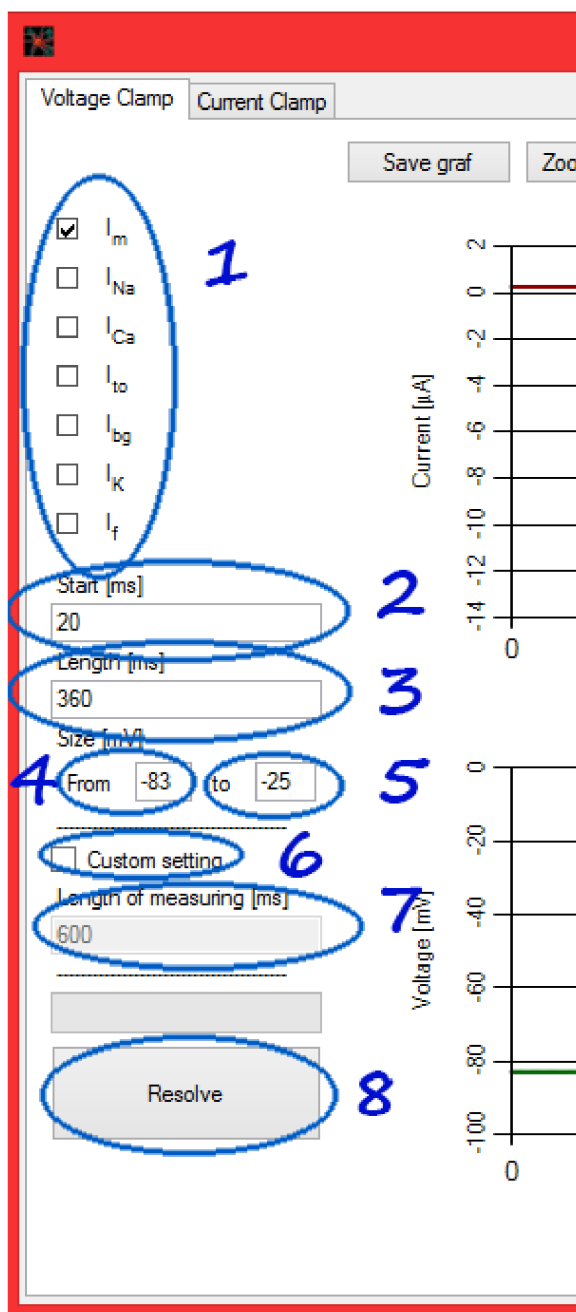 Voltage Clamp Current Clamp
Save graf Zoo
I_m
1
I_Na
I_Ca
I_to
I_bg
I_K
I_f
Current [µA]
2
0
-2
-4
-6
-8
-10
-12
-14
0
Start [ms]
20
2
Length [ms]
360
3
Size [mV]
4 From -83 to -25 5
Custom setting 6
Length of measuring [ms]
600
7
Resolve 8
Voltage [mV]
0
-20
-40
-60
-80
-100
0